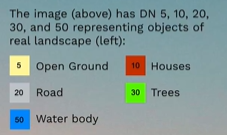 The image (above) has DN 5, 10, 20,
30, and 50 representing objects of
real landscape (left):
5 Open Ground 10 Houses
20 Road 30 Trees
50 Water body